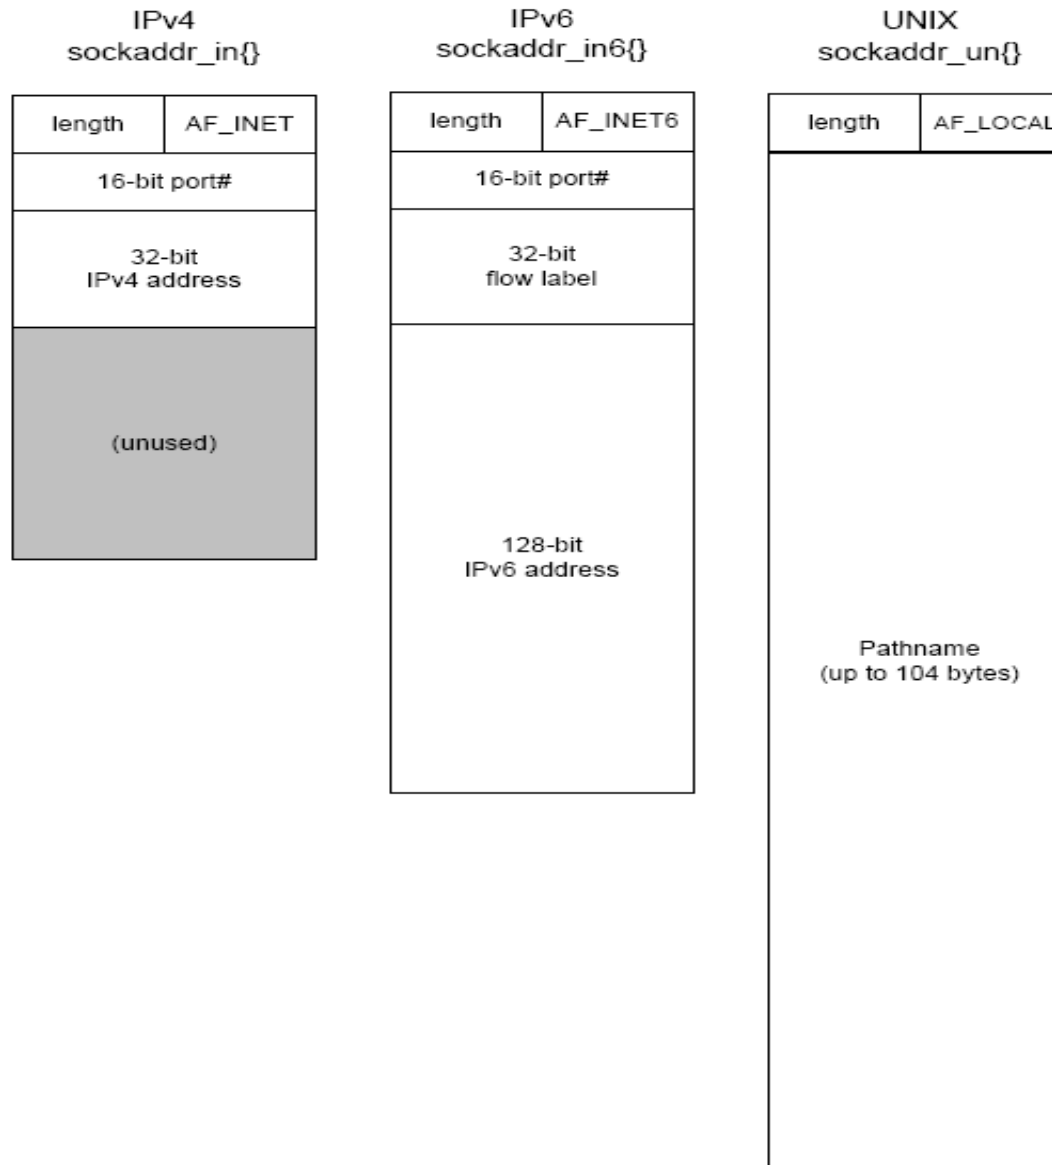 IPv4
sockaddr_in{}
length
AF_INET
16-bit port#
32-bit
IPv4 address
(unused)
IPv6
sockaddr_in6{}
length
AF_INET6
16-bit port#
32-bit
flow label
128-bit
IPv6 address
UNIX
sockaddr_un{}
length
AF_LOCAL
Pathname
(up to 104 bytes)